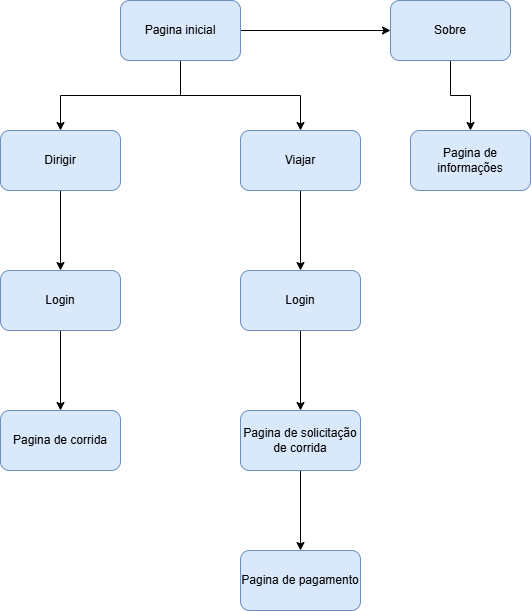 Pagina inicial
Sobre
Dirigir
Viajar
Pagina de
informações
Login
Login
Pagina de corrida
Pagina de solicitação
de corrida
Pagina de pagamento